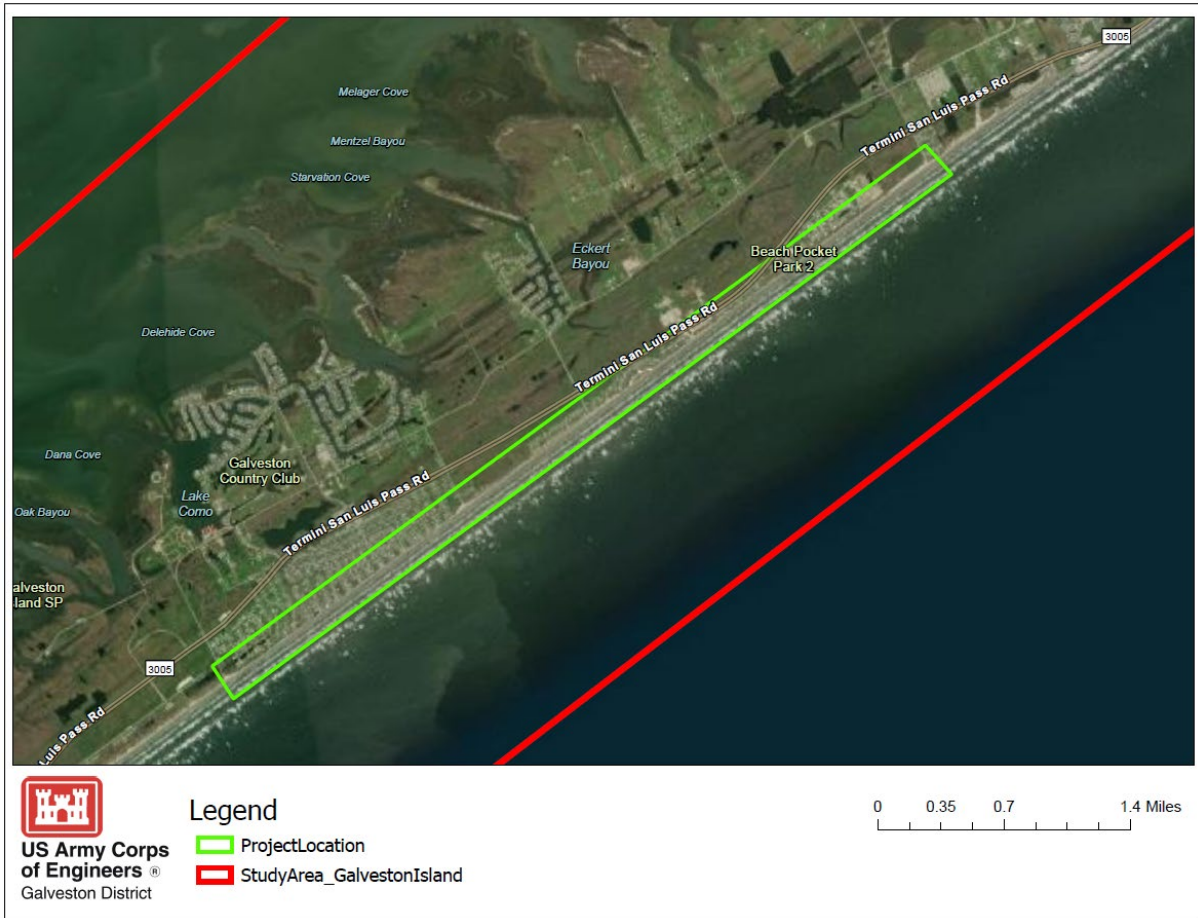 3005
Termini San Luis Pass Rd
Melager Cove
Mentzel Bayou
Starvation Cove
Eckert
Bayou
Beach Pocket
Park 2
Termini San Luis Pass Rd
Delehide Cove
Dana Cove
Galveston
Country Club
Lake
Como
Termini San Luis Pass Rd
Oak Bayou
alveston
land SP
3005
Luis Pass Rd
US Army Corps
of Engineers ®
Galveston District
Legend
ProjectLocation
StudyArea_GalvestonIsland
0 0.35 0.7 1.4 Miles